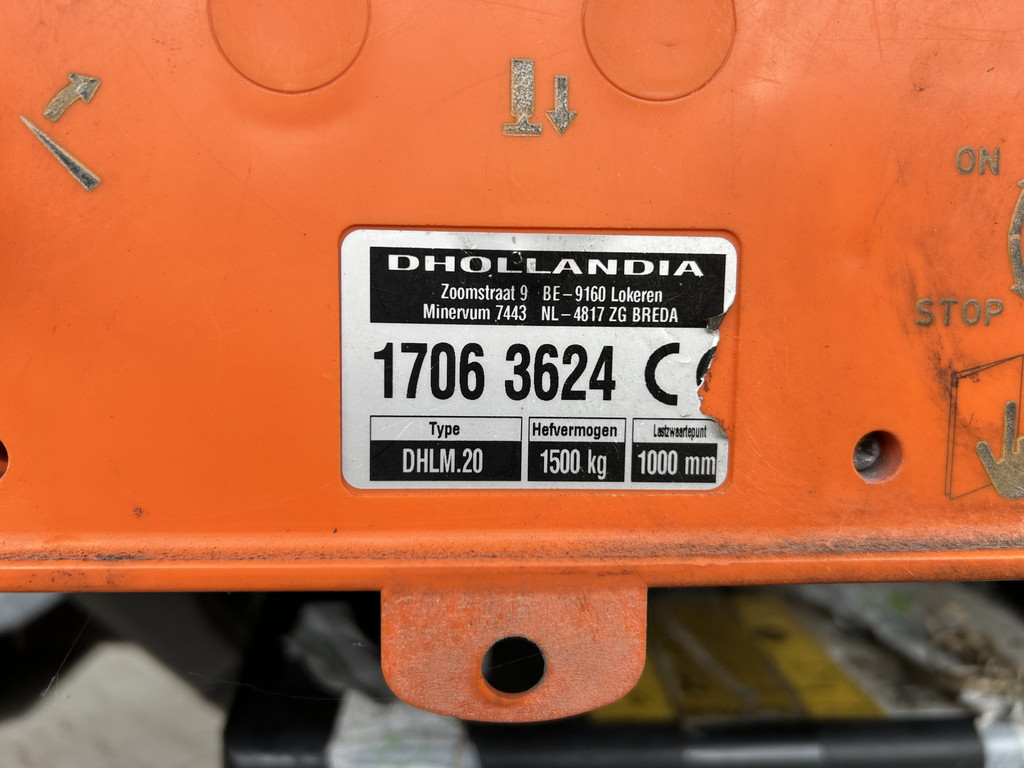 ON
STOP
DHOLLANDIA
Zoomstraat 9 BE-9160 Lokeren
Minervum 7443 NL-4817 ZG BREDA
1706 3624 CE
Type Hefvermogen Lastzwaartepunt
DHLM.20 1500 kg 1000 mm